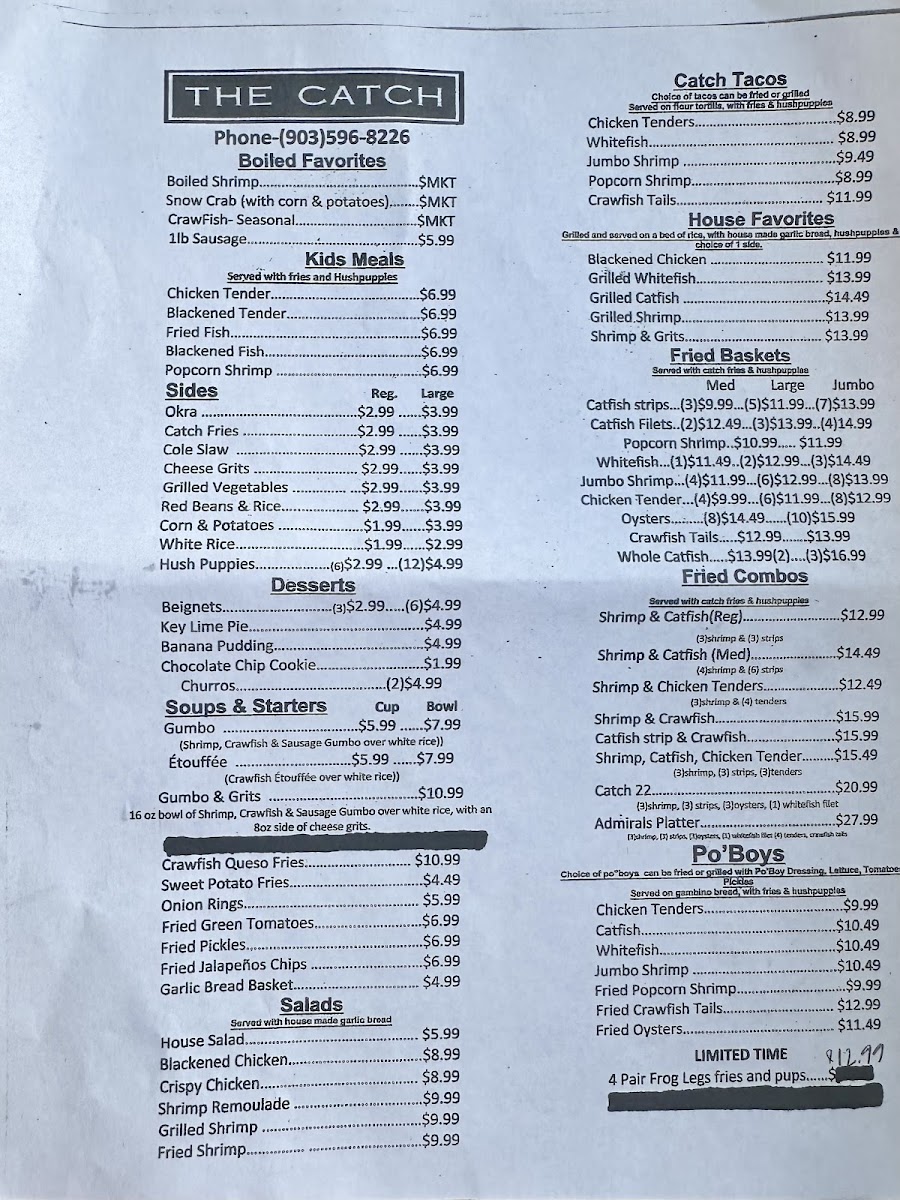 THE CATCH
Phone-(903)596-8226
Boiled Favorites
Boiled Shrimp....................................$MKT
Snow Crab (with corn & potatoes)........$MKT
CrawFish- Seasonal............................$MKT
1lb Sausage.......................................$5.99
Kids Meals
Served with fries and Hushpuppies
Chicken Tender...................................$6.99
Blackened Tender...............................$6.99
Fried Fish............................................$6.99
Blackened Fish....................................$6.99
Popcorn Shrimp .................................$6.99
Sides Reg. Large
Okra ....................................$2.99 ......$3.99
Catch Fries ...........................$2.99 ......$3.99
Cole Slaw .............................$2.99 ......$3.99
Cheese Grits ........................$2.99......$3.99
Grilled Vegetables ................$2.99......$3.99
Red Beans & Rice................. $2.99......$3.99
Corn & Potatoes ...................$1.99......$3.99
White Rice............................$1.99......$2.99
Hush Puppies..................(6)$2.99 ...(12)$4.99
Desserts
Beignets..........................(3)$2.99.....(6)$4.99
Key Lime Pie..........................................$4.99
Banana Pudding....................................$4.99
Chocolate Chip Cookie..........................$1.99
Churros....................................(2)$4.99
Soups & Starters Cup Bowl
Gumbo ................................$5.99 ......$7.99
(Shrimp, Crawfish & Sausage Gumbo over white rice))
Étouffée .............................$5.99 ......$7.99
(Crawfish Étouffée over white rice))
Gumbo & Grits ...................................$10.99
16 oz bowl of Shrimp, Crawfish & Sausage Gumbo over white rice, with an
8oz side of cheese grits.
Crawfish Queso Fries.......................... $10.99
Sweet Potato Fries................................$4.49
Onion Rings.......................................... $5.99
Fried Green Tomatoes..........................$6.99
Fried Pickles..........................................$6.99
Fried Jalapeños Chips ..........................$6.99
Garlic Bread Basket.............................. $4.99
Salads
Served with house made garlic bread
House Salad......................................... $5.99
Blackened Chicken................................$8.99
Crispy Chicken...................................... $8.99
Shrimp Remoulade ...............................$9.99
Grilled Shrimp ......................................$9.99
Fried Shrimp.........................................$9.99
Catch Tacos
Choice of tacos can be fried or grilled
Served on flour tortilla, with fries & hushpuppies
Chicken Tenders...................................$8.99
Whitefish............................................. $8.99
Jumbo Shrimp .....................................$9.49
Popcorn Shrimp...................................$8.99
Crawfish Tails..................................... $11.99
House Favorites
Grilled and served on a bed of rice, with house made garlic bread, hushpuppies &
choice of 1 side.
Blackened Chicken ............................ $11.99
Grilled Whitefish................................ $13.99
Grilled Catfish ....................................$14.49
Grilled Shrimp....................................$13.99
Shrimp & Grits................................... $13.99
Fried Baskets
Served with catch fries & hushpuppies
Med Large Jumbo
Catfish strips...(3)$9.99...(5)$11.99...(7)$13.99
Catfish Filets..(2)$12.49...(3)$13.99..(4)14.99
Popcorn Shrimp..$10.99..... $11.99
Whitefish...(1)$11.49..(2)$12.99...(3)$14.49
Jumbo Shrimp...(4)$11.99...(6)$12.99...(8)$13.99
Chicken Tender...(4)$9.99...(6)$11.99...(8)$12.99
Oysters........(8)$14.49......(10)$15.99
Crawfish Tails.....$12.99.......$13.99
Whole Catfish....$13.99(2)....(3)$16.99
Fried Combos
Served with catch fries & hushpuppies
Shrimp & Catfish(Reg)..........................$12.99
(3)shrimp & (3) strips
Shrimp & Catfish (Med).......................$14.49
(4)shrimp & (6) strips
Shrimp & Chicken Tenders....................$12.49
(3)shrimp & (4) tenders
Shrimp & Crawfish................................$15.99
Catfish strip & Crawfish........................$15.99
Shrimp, Catfish, Chicken Tender........$15.49
(3)shrimp, (3) strips, (3)tenders
Catch 22................................................$20.99
(3)shrimp, (3) strips, (3)oysters, (1) whitefish filet
Admirals Platter....................................$27.99
(3)shrimp, (3) strips, (3)oysters, (1) whitefish filet (4) tenders, crawfish tails
Po'Boys
Choice of po"boys can be fried or grilled with Po'Boy Dressing, Lettuce, Tomatoes
Pickles
Served on gambino bread, with fries & hushpuppies
Chicken Tenders.....................................$9.99
Catfish....................................................$10.49
Whitefish................................................$10.49
Jumbo Shrimp .......................................$10.49
Fried Popcorn Shrimp............................$9.99
Fried Crawfish Tails............................... $12.99
Fried Oysters......................................... $11.49
LIMITED TIME $12.99
4 Pair Frog Legs fries and pups......$